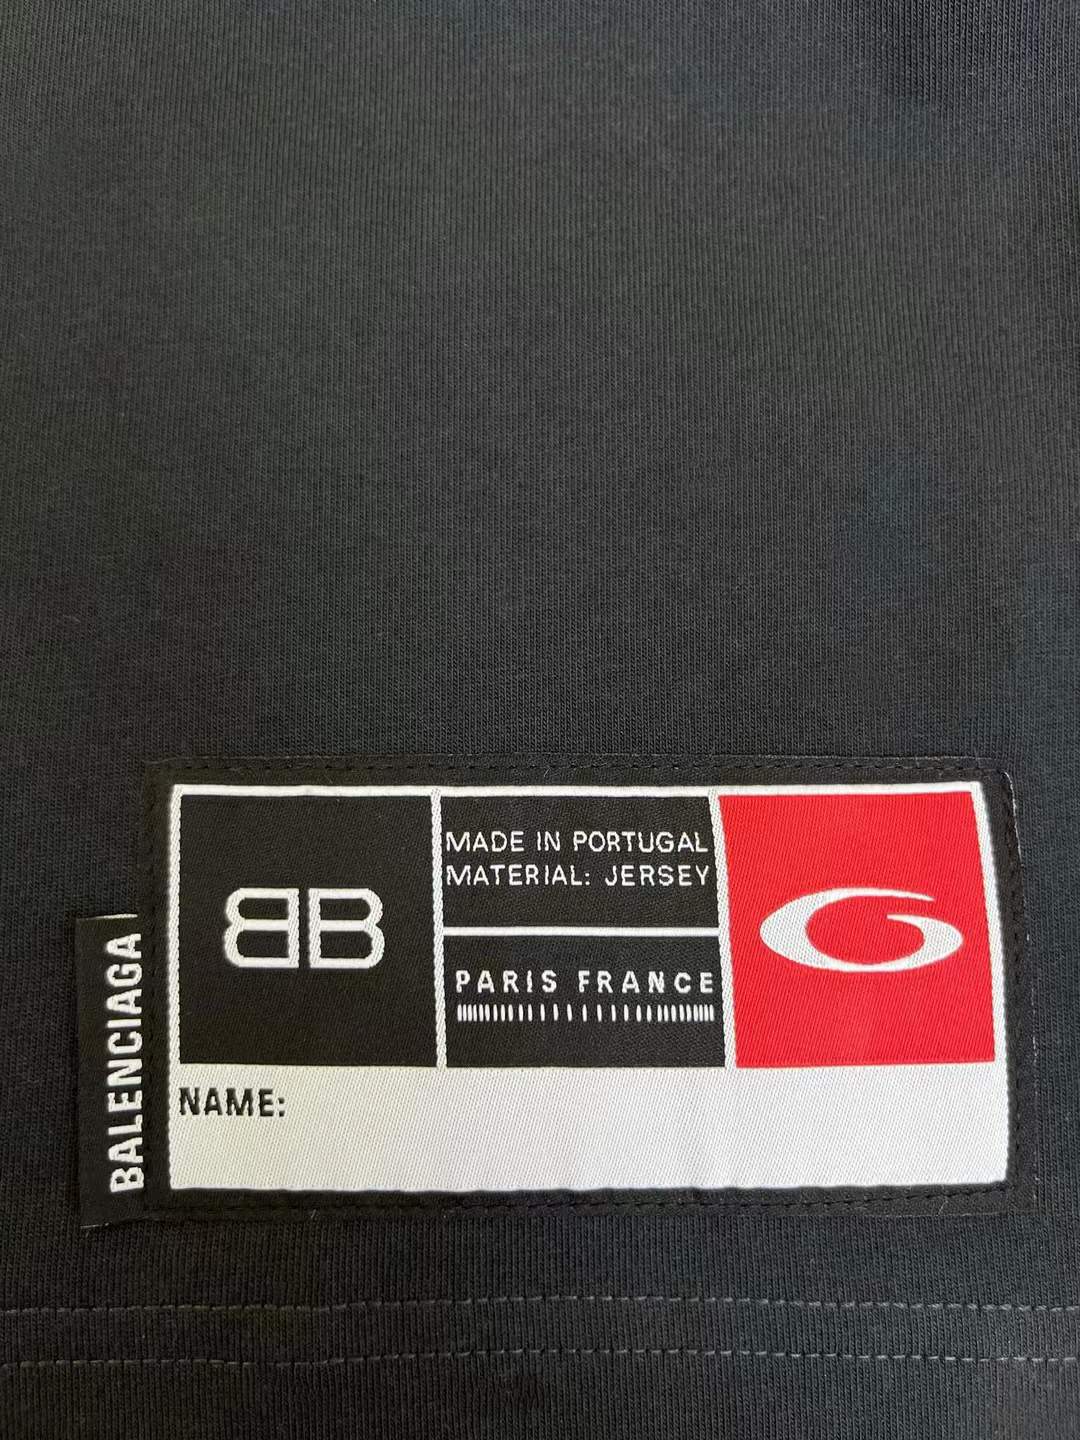 BB
MADE IN PORTUGAL
MATERIAL: JERSEY
PARIS FRANCE
BALENCIAGA
NAME: